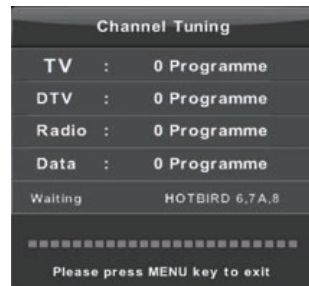 Channel Tuning
TV : 0 Programme
DTV : 0 Programme
Radio : 0 Programme
Data : 0 Programme
Waiting HOTBIRD 6,7A,8
Please press MENU key to exit